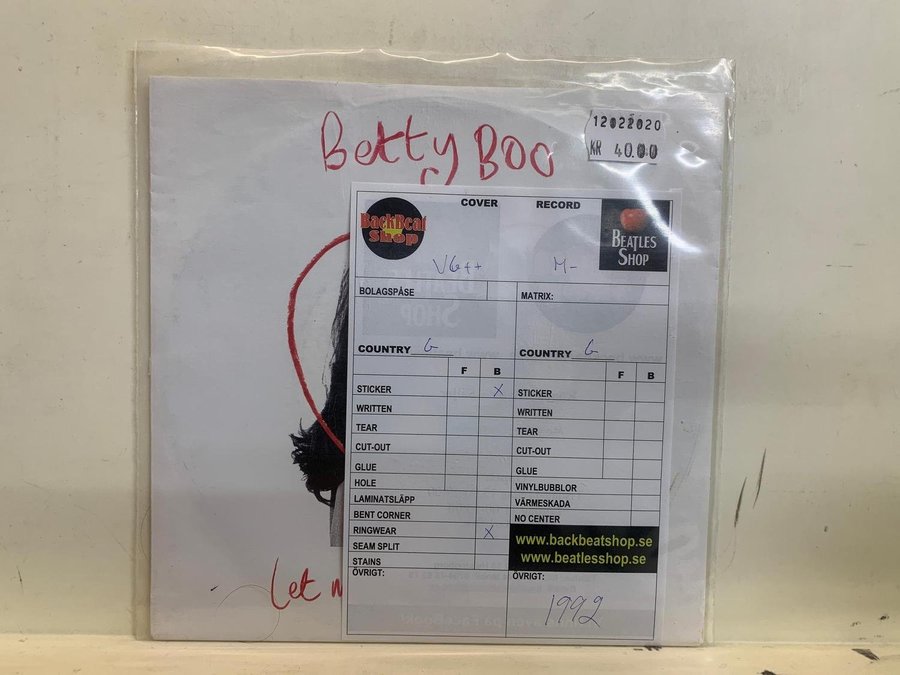 Betty Boo
12022020
KR 40.00
COVER RECORD
BackBeat
Shop
BEATLES
SHOP
VG++ M-
BOLAGSPÅSE MATRIX:
COUNTRY G COUNTRY G
F B F B
STICKER X STICKER
WRITTEN WRITTEN
TEAR TEAR
CUT-OUT CUT-OUT
GLUE GLUE
HOLE VINYLBUBBLOR
LAMINATSLÄPP VÄRMESKADA
BENT CORNER NO CENTER
RINGWEAR X
SEAM SPLIT
STAINS
www.backbeatshop.se
www.beatlesshop.se
ÖVRIGT: ÖVRIGT:
1992
Let